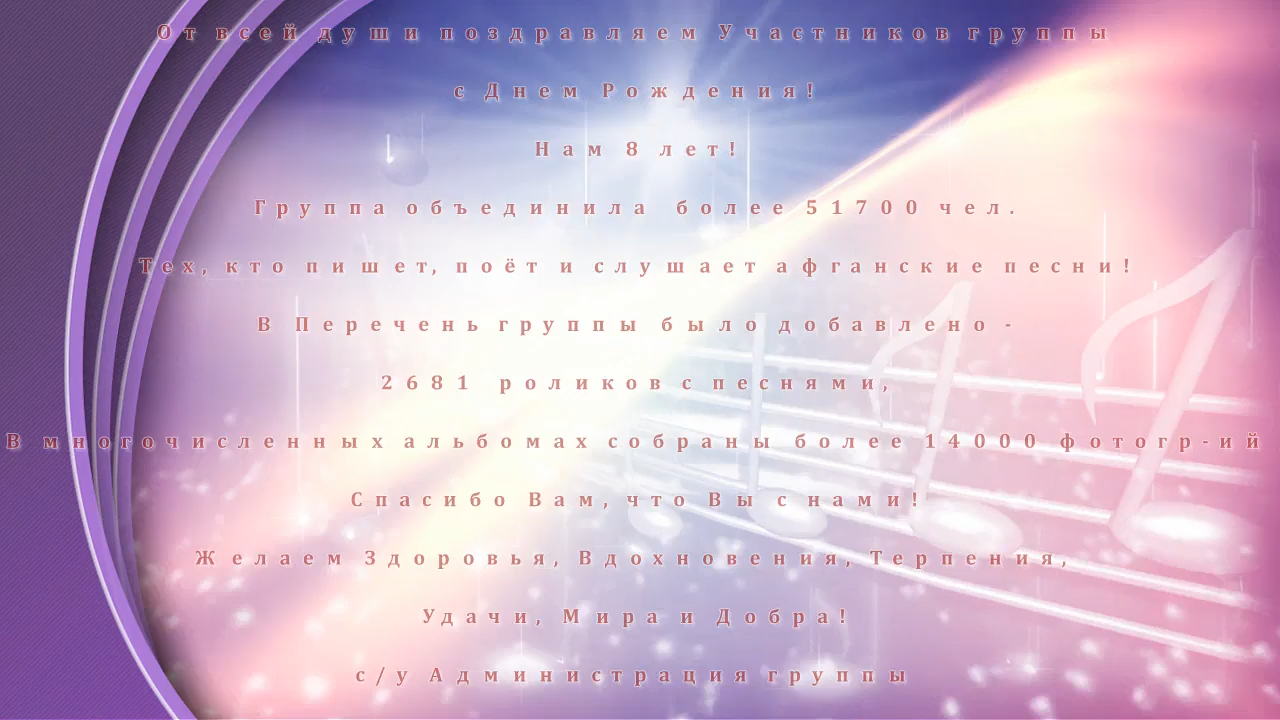 От всей души поздравляем Участников группы
с Днем Рождения!
Нам 8 лет!
Группа объединила более 51700 чел.
Тех, кто пишет, поёт и слушает афганские песни!
В Перечень группы было добавлено -
2681 роликов с песнями,
В многочисленных альбомах собраны более 14000 фотогр-ий
Спасибо Вам, что Вы с нами!
Желаем Здоровья, Вдохновения, Терпения,
Удачи, Мира и Добра!
с/у Администрация группы